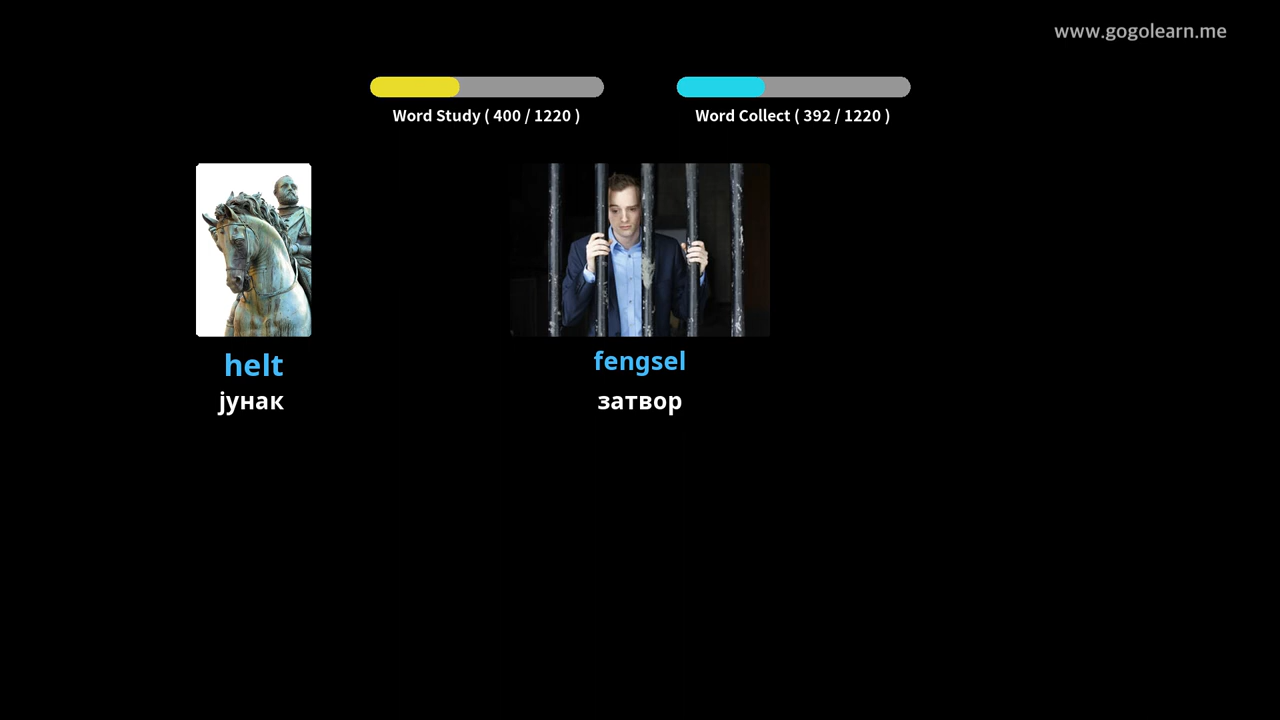 www.gogolearn.me
Word Study ( 400 / 1220 )
Word Collect ( 392 / 1220 )
helt
јунак
fengsel
затвор